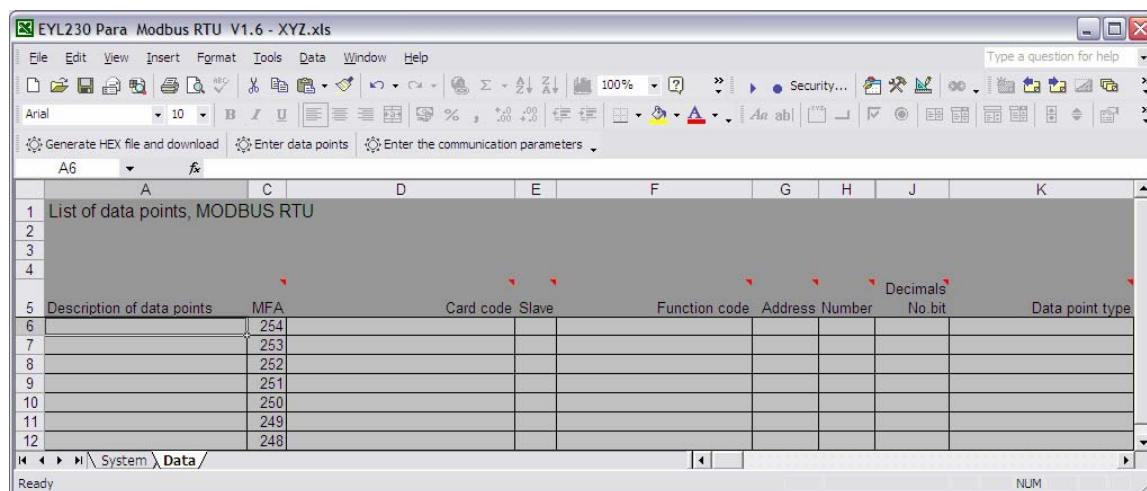 EYL230 Para Modbus RTU V1.6 - XYZ.xls
File Edit View Insert Format Tools Data Window Help Type a question for help
100% Security...
Arial 10 B I U
Generate HEX file and download Enter data points Enter the communication parameters
A6 fx
A C D E F G H J K
1 List of data points, MODBUS RTU
2
3
4
Decimals
5 Description of data points MFA Card code Slave Function code Address Number No.bit Data point type
6 254
7 253
8 252
9 251
10 250
11 249
12 248
System Data
Ready NUM